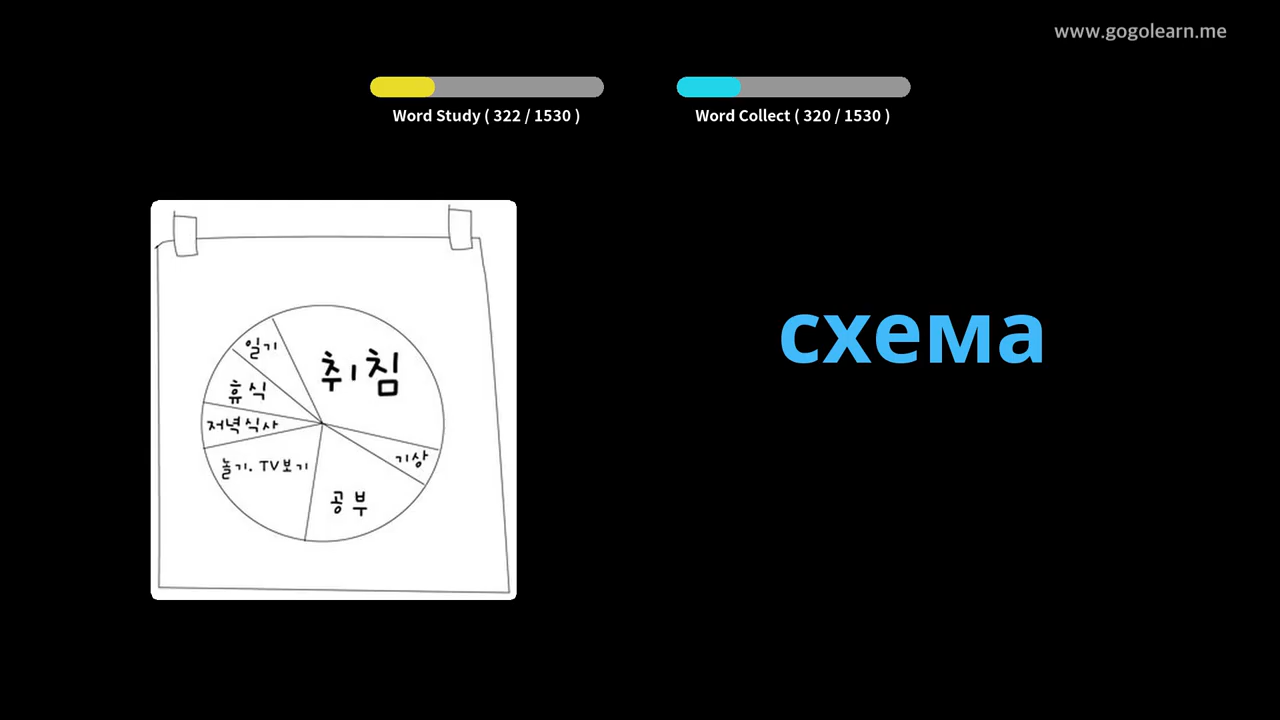 www.gogolearn.me
Word Study ( 322 / 1530 )
Word Collect ( 320 / 1530 )
схема
일기
취침
휴식
저녁식사
기상
놀기. TV보기
공부